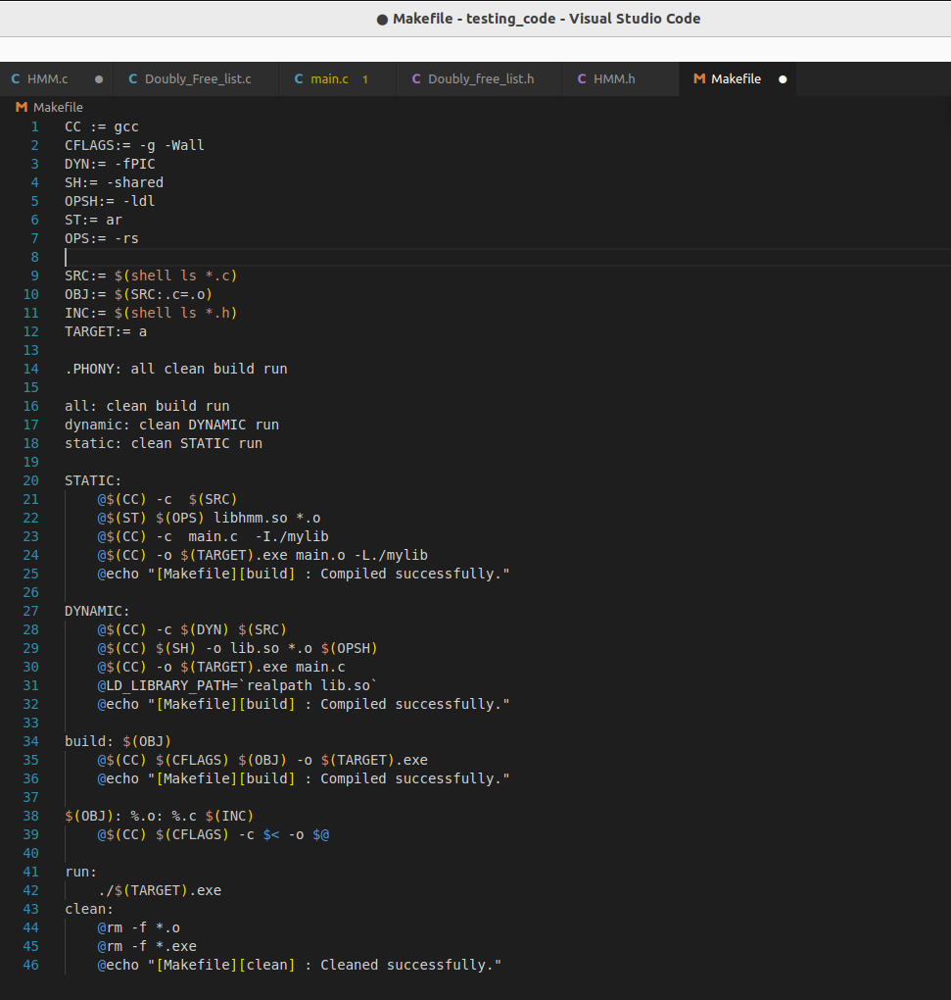 ● Makefile - testing_code - Visual Studio Code
C HMM.c ● C Doubly_Free_list.c C main.c 1 C Doubly_free_list.h C HMM.h M Makefile ●
M Makefile
1 CC := gcc
2 CFLAGS:= -g -Wall
3 DYN:= -fPIC
4 SH:= -shared
5 OPSH:= -ldl
6 ST:= ar
7 OPS:= -rs
8
9 SRC:= $(shell ls *.c)
10 OBJ:= $(SRC:.c=.o)
11 INC:= $(shell ls *.h)
12 TARGET:= a
13
14 .PHONY: all clean build run
15
16 all: clean build run
17 dynamic: clean DYNAMIC run
18 static: clean STATIC run
19
20 STATIC:
21     @$(CC) -c  $(SRC)
22     @$(ST) $(OPS) libhmm.so *.o
23     @$(CC) -c  main.c  -I./mylib
24     @$(CC) -o $(TARGET).exe main.o -L./mylib
25     @echo "[Makefile][build] : Compiled successfully."
26
27 DYNAMIC:
28     @$(CC) -c $(DYN) $(SRC)
29     @$(CC) $(SH) -o lib.so *.o $(OPSH)
30     @$(CC) -o $(TARGET).exe main.c
31     @LD_LIBRARY_PATH=`realpath lib.so`
32     @echo "[Makefile][build] : Compiled successfully."
33
34 build: $(OBJ)
35     @$(CC) $(CFLAGS) $(OBJ) -o $(TARGET).exe
36     @echo "[Makefile][build] : Compiled successfully."
37
38 $(OBJ): %.o: %.c $(INC)
39     @$(CC) $(CFLAGS) -c $< -o $@
40
41 run:
42     ./$(TARGET).exe
43 clean:
44     @rm -f *.o
45     @rm -f *.exe
46     @echo "[Makefile][clean] : Cleaned successfully."